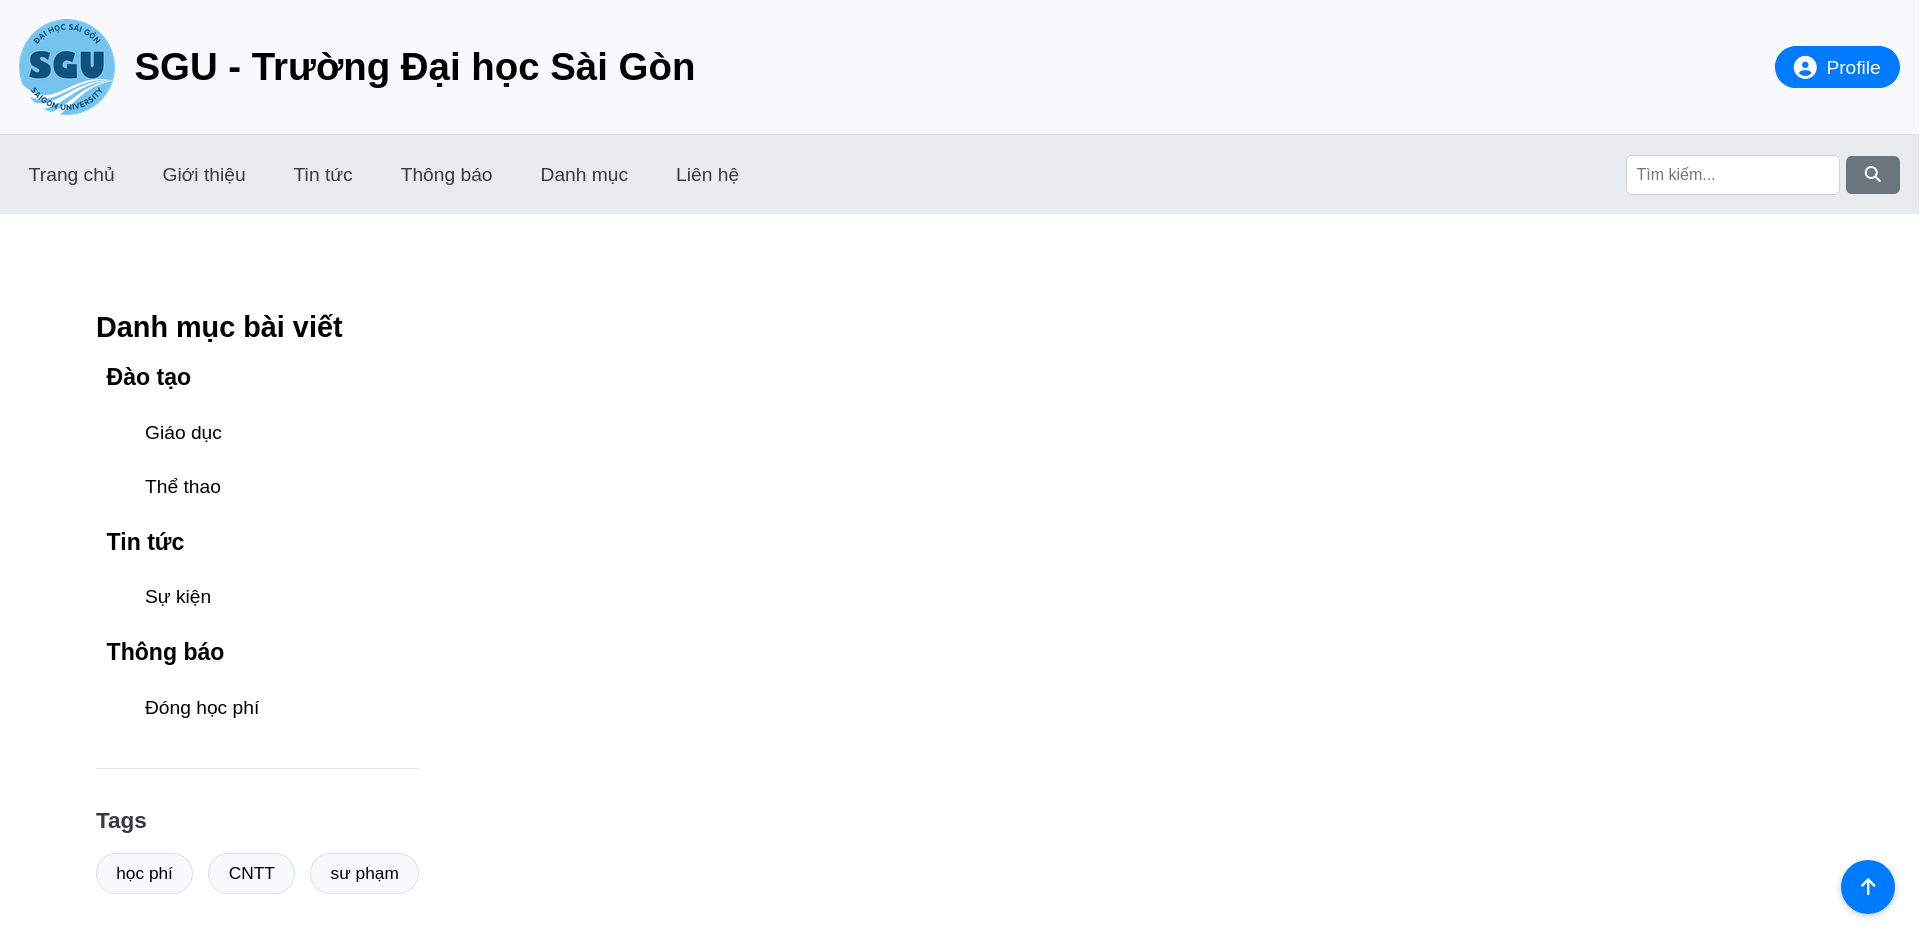 ĐẠI HỌC SÀI GÒN
SGU
SAIGON UNIVERSITY
SGU - Trường Đại học Sài Gòn
Profile
Trang chủ
Giới thiệu
Tin tức
Thông báo
Danh mục
Liên hệ
Tìm kiếm...
Danh mục bài viết
Đào tạo
Giáo dục
Thể thao
Tin tức
Sự kiện
Thông báo
Đóng học phí
Tags
học phí
CNTT
sư phạm